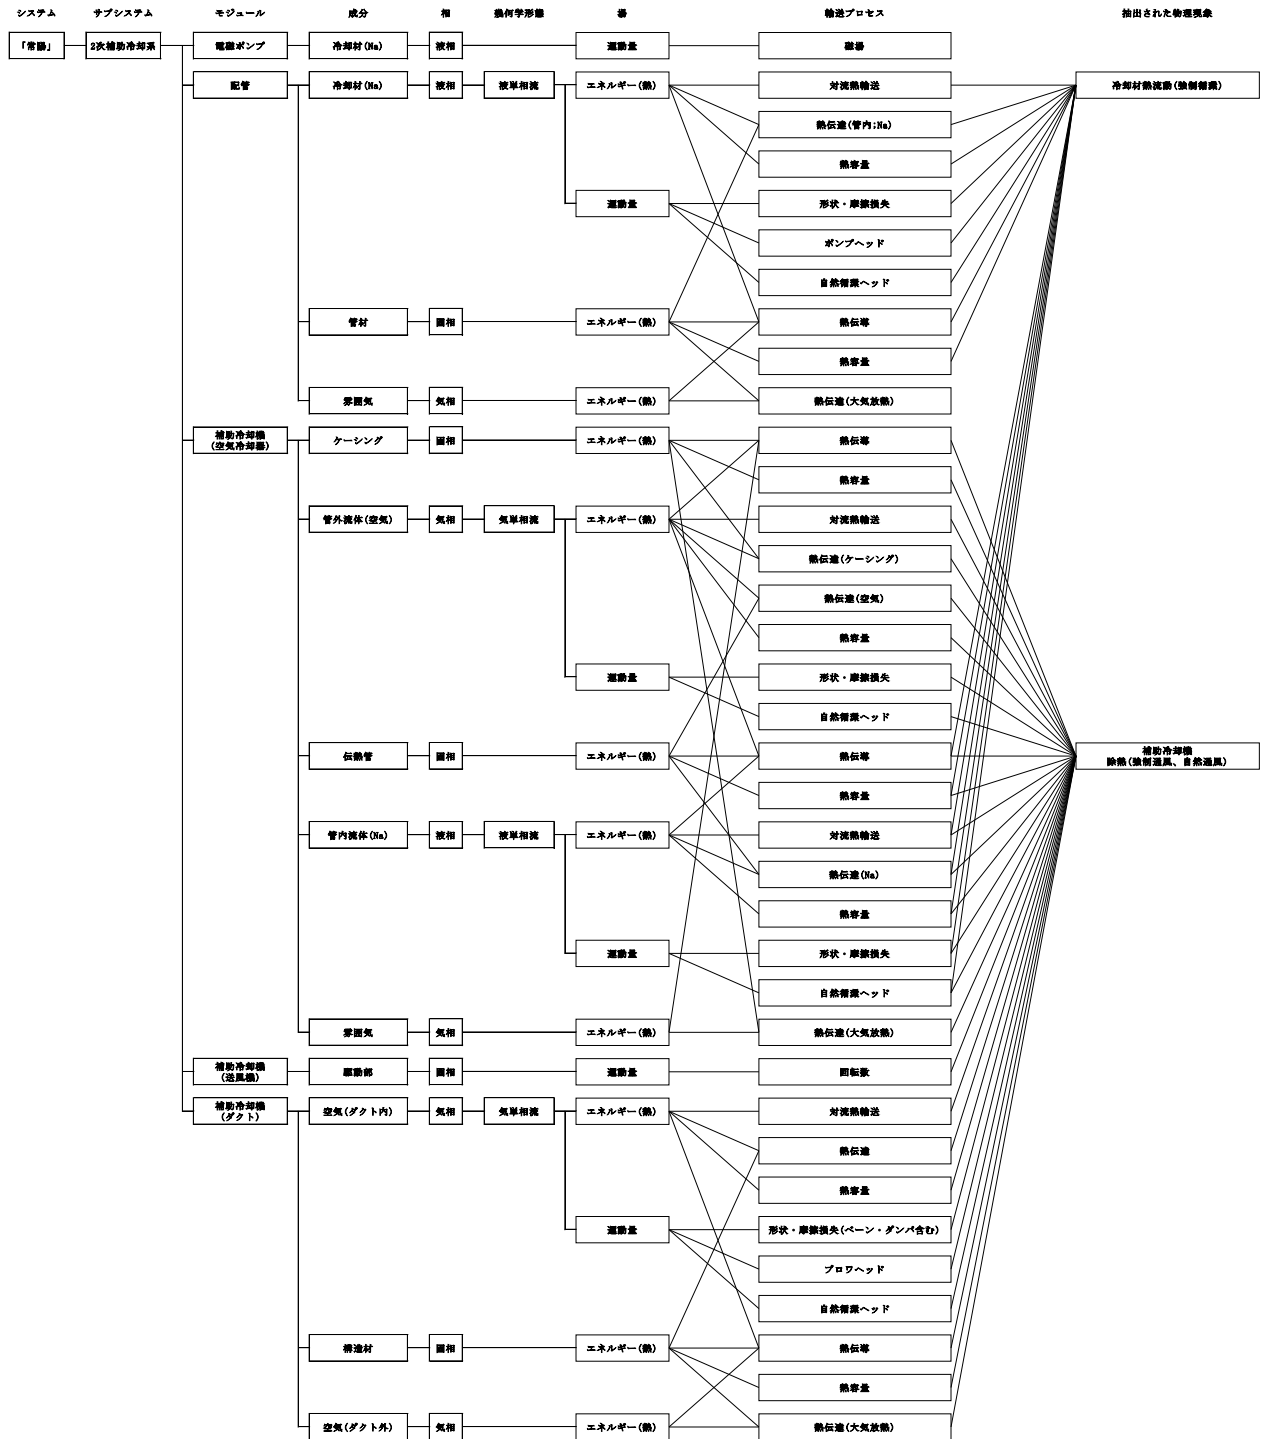 システム サブシステム モジュール 成分 相 幾何学形態 場 輸送プロセス 抽出された物理現象
「常陽」 2次補助冷却系 電磁ポンプ 冷却材(Na) 液相 運動量 磁場
配管 冷却材(Na) 液相 液単相流 エネルギー(熱) 対流熱輸送 冷却材熱流動(強制循環)
熱伝達(管内:Na)
熱容量
運動量 形状・摩擦損失
ポンプヘッド
自然循環ヘッド
管材 固相 エネルギー(熱) 熱伝導
熱容量
雰囲気 気相 エネルギー(熱) 熱伝達(大気放熱)
補助冷却機
(空気冷却器) ケーシング 固相 エネルギー(熱) 熱伝導
熱容量
管外流体(空気) 気相 気単相流 エネルギー(熱) 対流熱輸送
熱伝達(ケーシング)
熱伝達(空気)
熱容量
運動量 形状・摩擦損失
自然循環ヘッド
伝熱管 固相 エネルギー(熱) 熱伝導 補助冷却機
除熱(強制通風、自然通風)
熱容量
管内流体(Na) 液相 液単相流 エネルギー(熱) 対流熱輸送
熱伝達(Na)
熱容量
運動量 形状・摩擦損失
自然循環ヘッド
雰囲気 気相 エネルギー(熱) 熱伝達(大気放熱)
補助冷却機
(送風機) 駆動部 固相 運動量 回転数
補助冷却機
(ダクト) 空気(ダクト内) 気相 気単相流 エネルギー(熱) 対流熱輸送
熱伝達
熱容量
運動量 形状・摩擦損失(ベーン・ダンパ含む)
ブロワヘッド
自然循環ヘッド
構造材 固相 エネルギー(熱) 熱伝導
熱容量
空気(ダクト外) 気相 エネルギー(熱) 熱伝達(大気放熱)